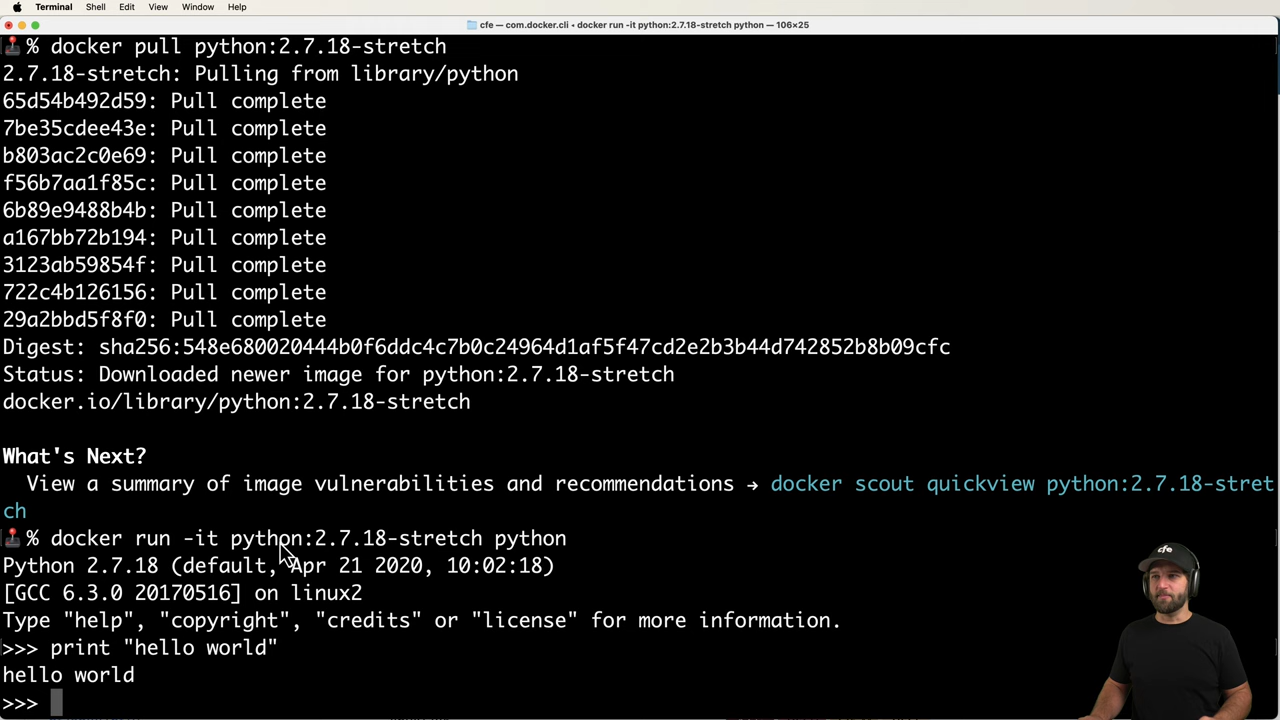 Terminal Shell Edit View Window Help
cfe — com.docker.cli • docker run -it python:2.7.18-stretch python — 106×25
% docker pull python:2.7.18-stretch
2.7.18-stretch: Pulling from library/python
65d54b492d59: Pull complete
7be35cdee43e: Pull complete
b803ac2c0e69: Pull complete
f56b7aa1f85c: Pull complete
6b89e9488b4b: Pull complete
a167bb72b194: Pull complete
3123ab59854f: Pull complete
722c4b126156: Pull complete
29a2bbd5f8f0: Pull complete
Digest: sha256:548e680020444b0f6ddc4c7b0c24964d1af5f47cd2e2b3b44d742852b8b09cfc
Status: Downloaded newer image for python:2.7.18-stretch
docker.io/library/python:2.7.18-stretch
What's Next?
View a summary of image vulnerabilities and recommendations → docker scout quickview python:2.7.18-stret
ch
% docker run -it python:2.7.18-stretch python
Python 2.7.18 (default, Apr 21 2020, 10:02:18)
[GCC 6.3.0 20170516] on linux2
Type "help", "copyright", "credits" or "license" for more information.
>>> print "hello world"
hello world
>>>
cfe